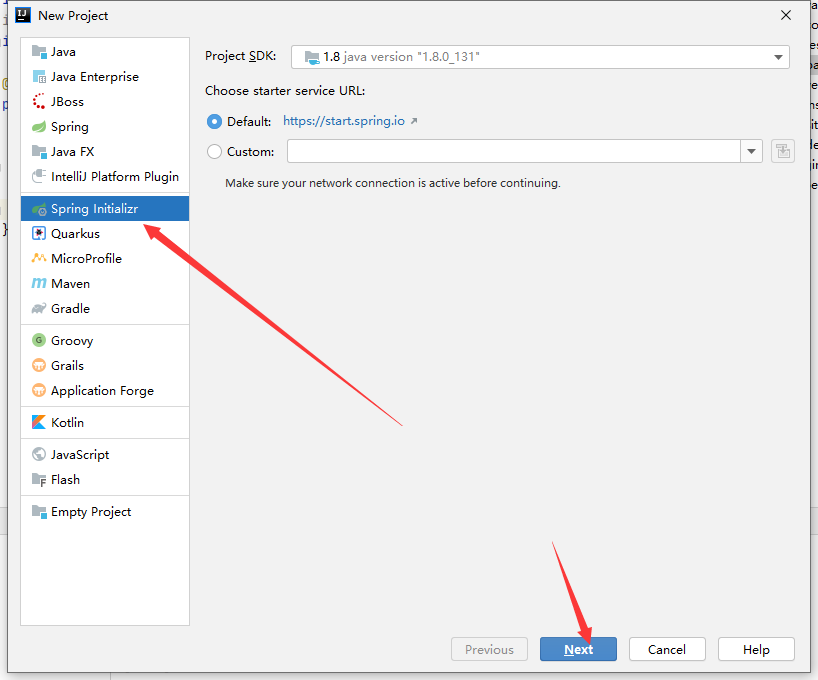 New Project
Java
Java Enterprise
JBoss
Spring
Java FX
IntelliJ Platform Plugin
Spring Initializr
Quarkus
MicroProfile
Maven
Gradle
Groovy
Grails
Application Forge
Kotlin
JavaScript
Flash
Empty Project
Project SDK: 1.8 java version "1.8.0_131"
Choose starter service URL:
Default: https://start.spring.io
Custom:
Make sure your network connection is active before continuing.
Previous Next Cancel Help